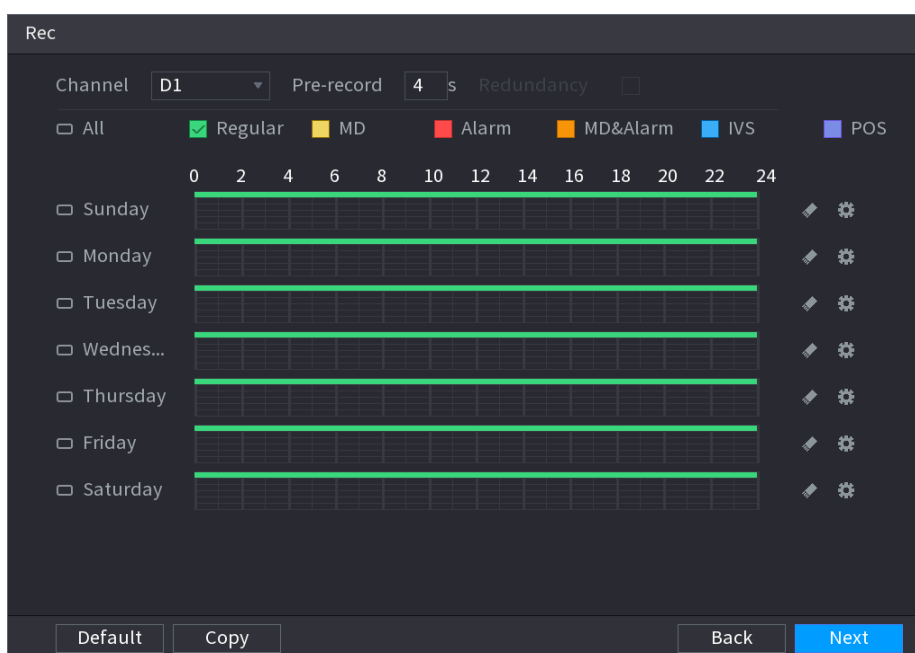 Rec
Channel D1 Pre-record 4 s Redundancy
All Regular MD Alarm MD&Alarm IVS POS
0 2 4 6 8 10 12 14 16 18 20 22 24
Sunday
Monday
Tuesday
Wednes...
Thursday
Friday
Saturday
Default Copy Back Next